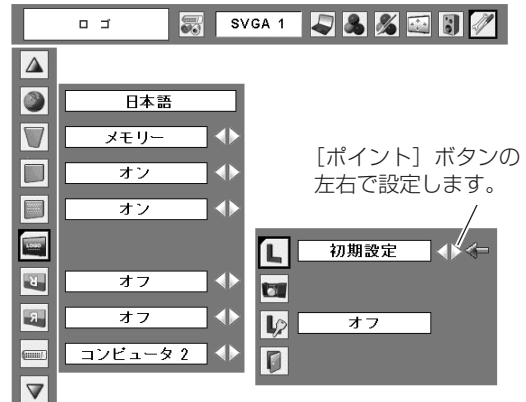 ロゴ
SVGA 1
日本語
メモリー
オン
オン
LOGO
オフ
オフ
コンピュータ 2
[ポイント] ボタンの
左右で設定します。
初期設定
オフ